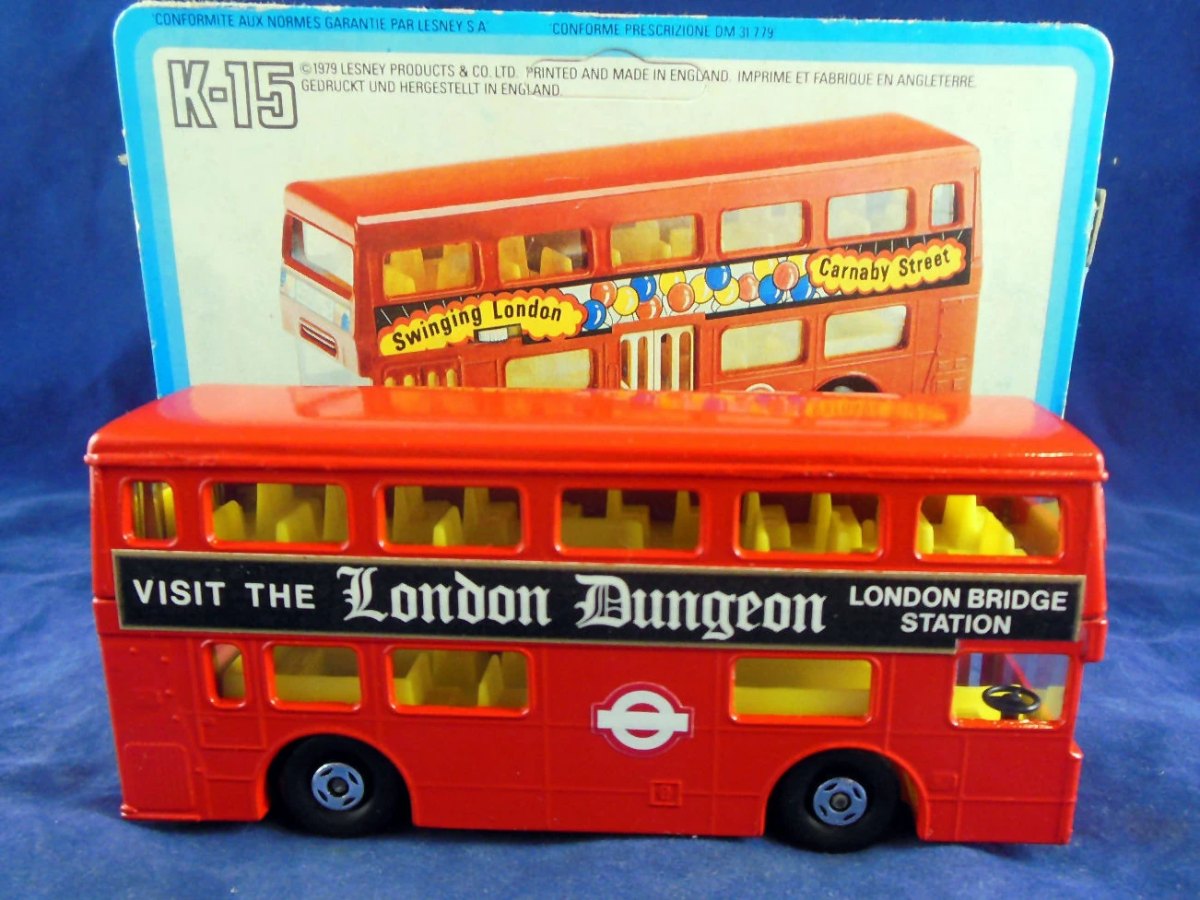 'CONFORMITE AUX NORMES GARANTIE PAR LESNEY S A' 'CONFORME PRESCRIZIONE DM 31 7 79'
K-15
©1979 LESNEY PRODUCTS & CO. LTD. PRINTED AND MADE IN ENGLAND. IMPRIME ET FABRIQUE EN ANGLETERRE.
GEDRUCKT UND HERGESTELLT IN ENGLAND.
Swinging London
Carnaby Street
VISIT THE London Dungeon LONDON BRIDGE
STATION